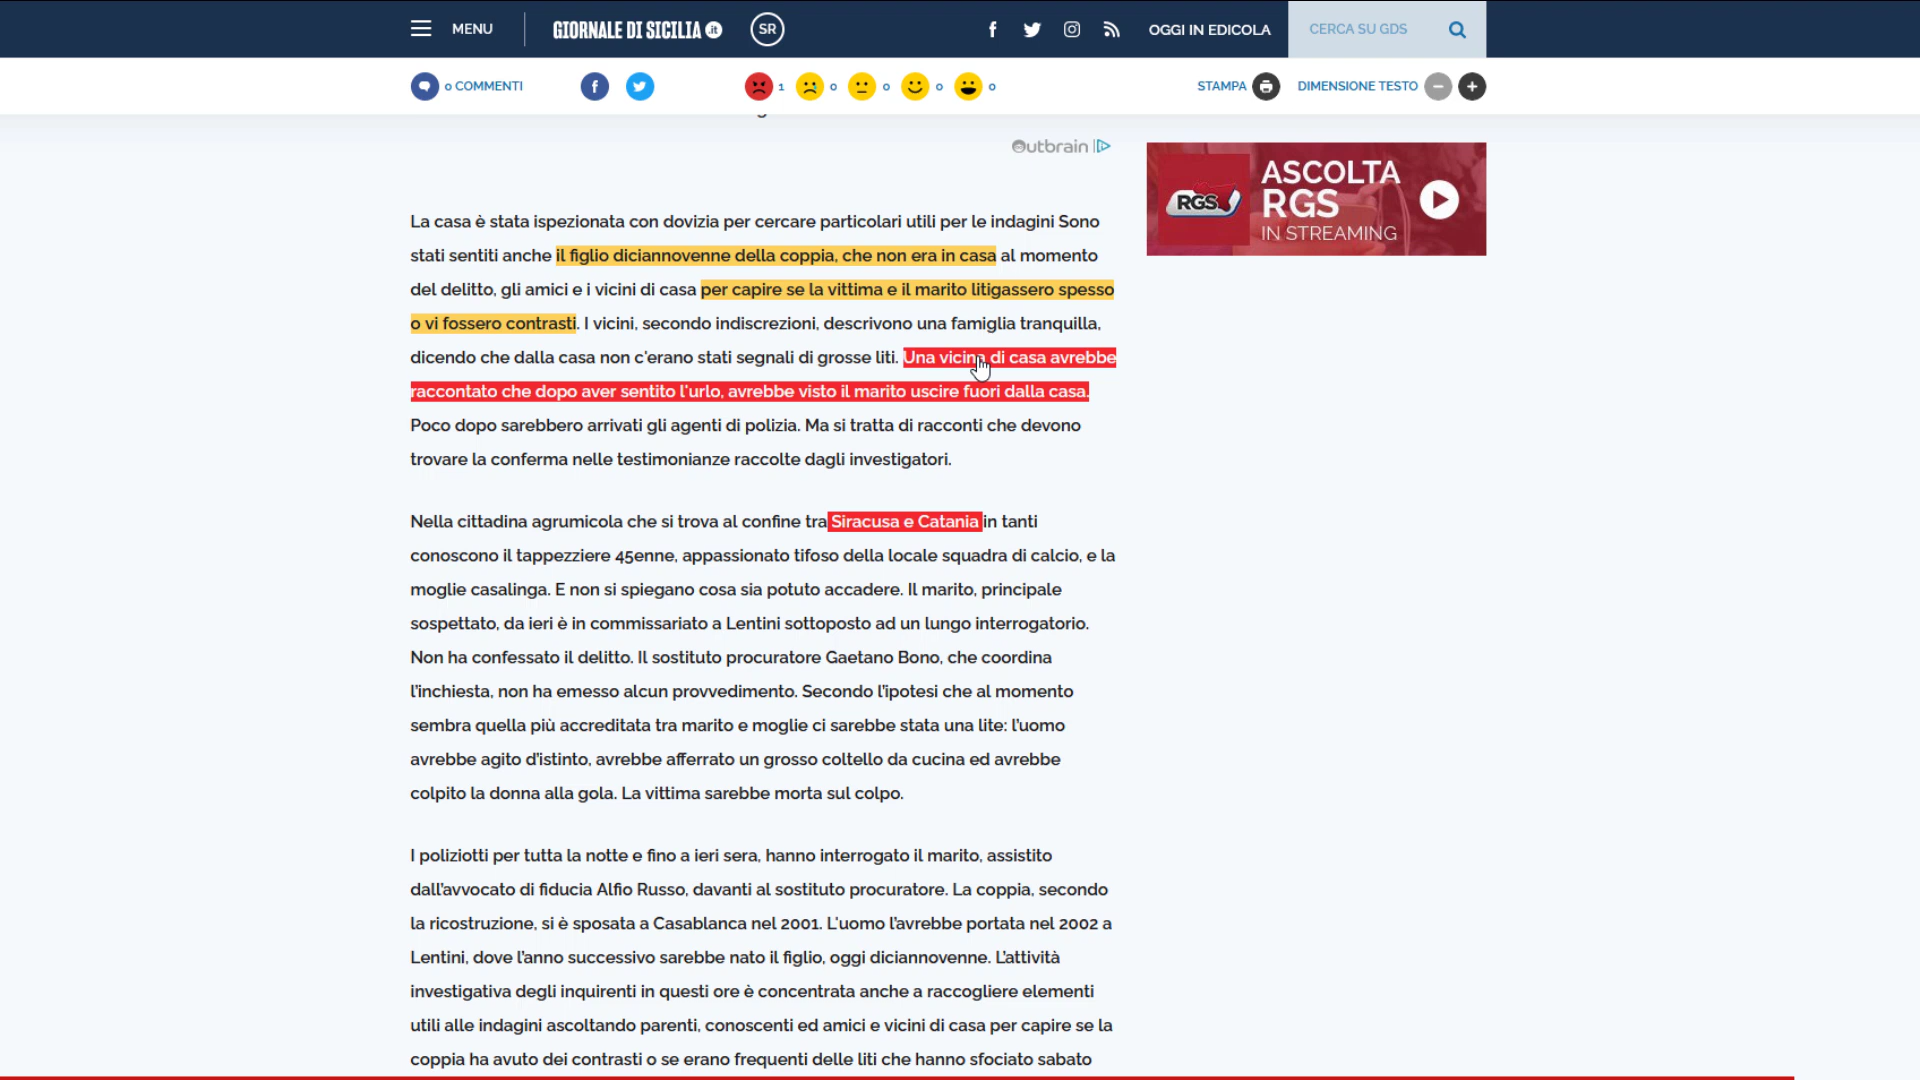 MENU
GIORNALE DI SICILIA.it
SR
OGGI IN EDICOLA
CERCA SU GDS
0 COMMENTI
1
0
0
0
0
STAMPA
DIMENSIONE TESTO
Outbrain
ASCOLTA
RGS
RGS
IN STREAMING
La casa è stata ispezionata con dovizia per cercare particolari utili per le indagini Sono
stati sentiti anche il figlio diciannovenne della coppia, che non era in casa al momento
del delitto, gli amici e i vicini di casa per capire se la vittima e il marito litigassero spesso
o vi fossero contrasti. I vicini, secondo indiscrezioni, descrivono una famiglia tranquilla,
dicendo che dalla casa non c'erano stati segnali di grosse liti. Una vicina di casa avrebbe
raccontato che dopo aver sentito l'urlo, avrebbe visto il marito uscire fuori dalla casa.
Poco dopo sarebbero arrivati gli agenti di polizia. Ma si tratta di racconti che devono
trovare la conferma nelle testimonianze raccolte dagli investigatori.
Nella cittadina agrumicola che si trova al confine tra Siracusa e Catania in tanti
conoscono il tappezziere 45enne, appassionato tifoso della locale squadra di calcio, e la
moglie casalinga. E non si spiegano cosa sia potuto accadere. Il marito, principale
sospettato, da ieri è in commissariato a Lentini sottoposto ad un lungo interrogatorio.
Non ha confessato il delitto. Il sostituto procuratore Gaetano Bono, che coordina
l'inchiesta, non ha emesso alcun provvedimento. Secondo l'ipotesi che al momento
sembra quella più accreditata tra marito e moglie ci sarebbe stata una lite: l'uomo
avrebbe agito d'istinto, avrebbe afferrato un grosso coltello da cucina ed avrebbe
colpito la donna alla gola. La vittima sarebbe morta sul colpo.
I poliziotti per tutta la notte e fino a ieri sera, hanno interrogato il marito, assistito
dall'avvocato di fiducia Alfio Russo, davanti al sostituto procuratore. La coppia, secondo
la ricostruzione, si è sposata a Casablanca nel 2001. L'uomo l'avrebbe portata nel 2002 a
Lentini, dove l'anno successivo sarebbe nato il figlio, oggi diciannovenne. L'attività
investigativa degli inquirenti in questi ore è concentrata anche a raccogliere elementi
utili alle indagini ascoltando parenti, conoscenti ed amici e vicini di casa per capire se la
coppia ha avuto dei contrasti o se erano frequenti delle liti che hanno sfociato sabato